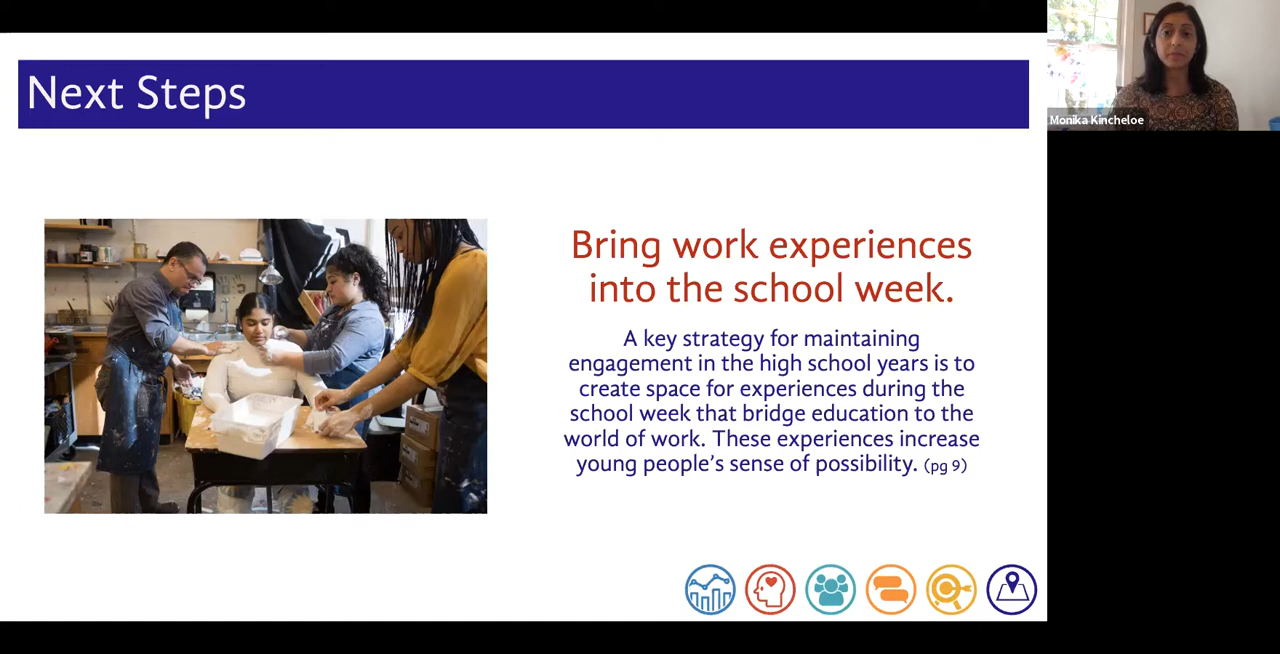 Next Steps
Monika Kincheloe
Bring work experiences
into the school week.
A key strategy for maintaining
engagement in the high school years is to
create space for experiences during the
school week that bridge education to the
world of work. These experiences increase
young people's sense of possibility. (pg 9)